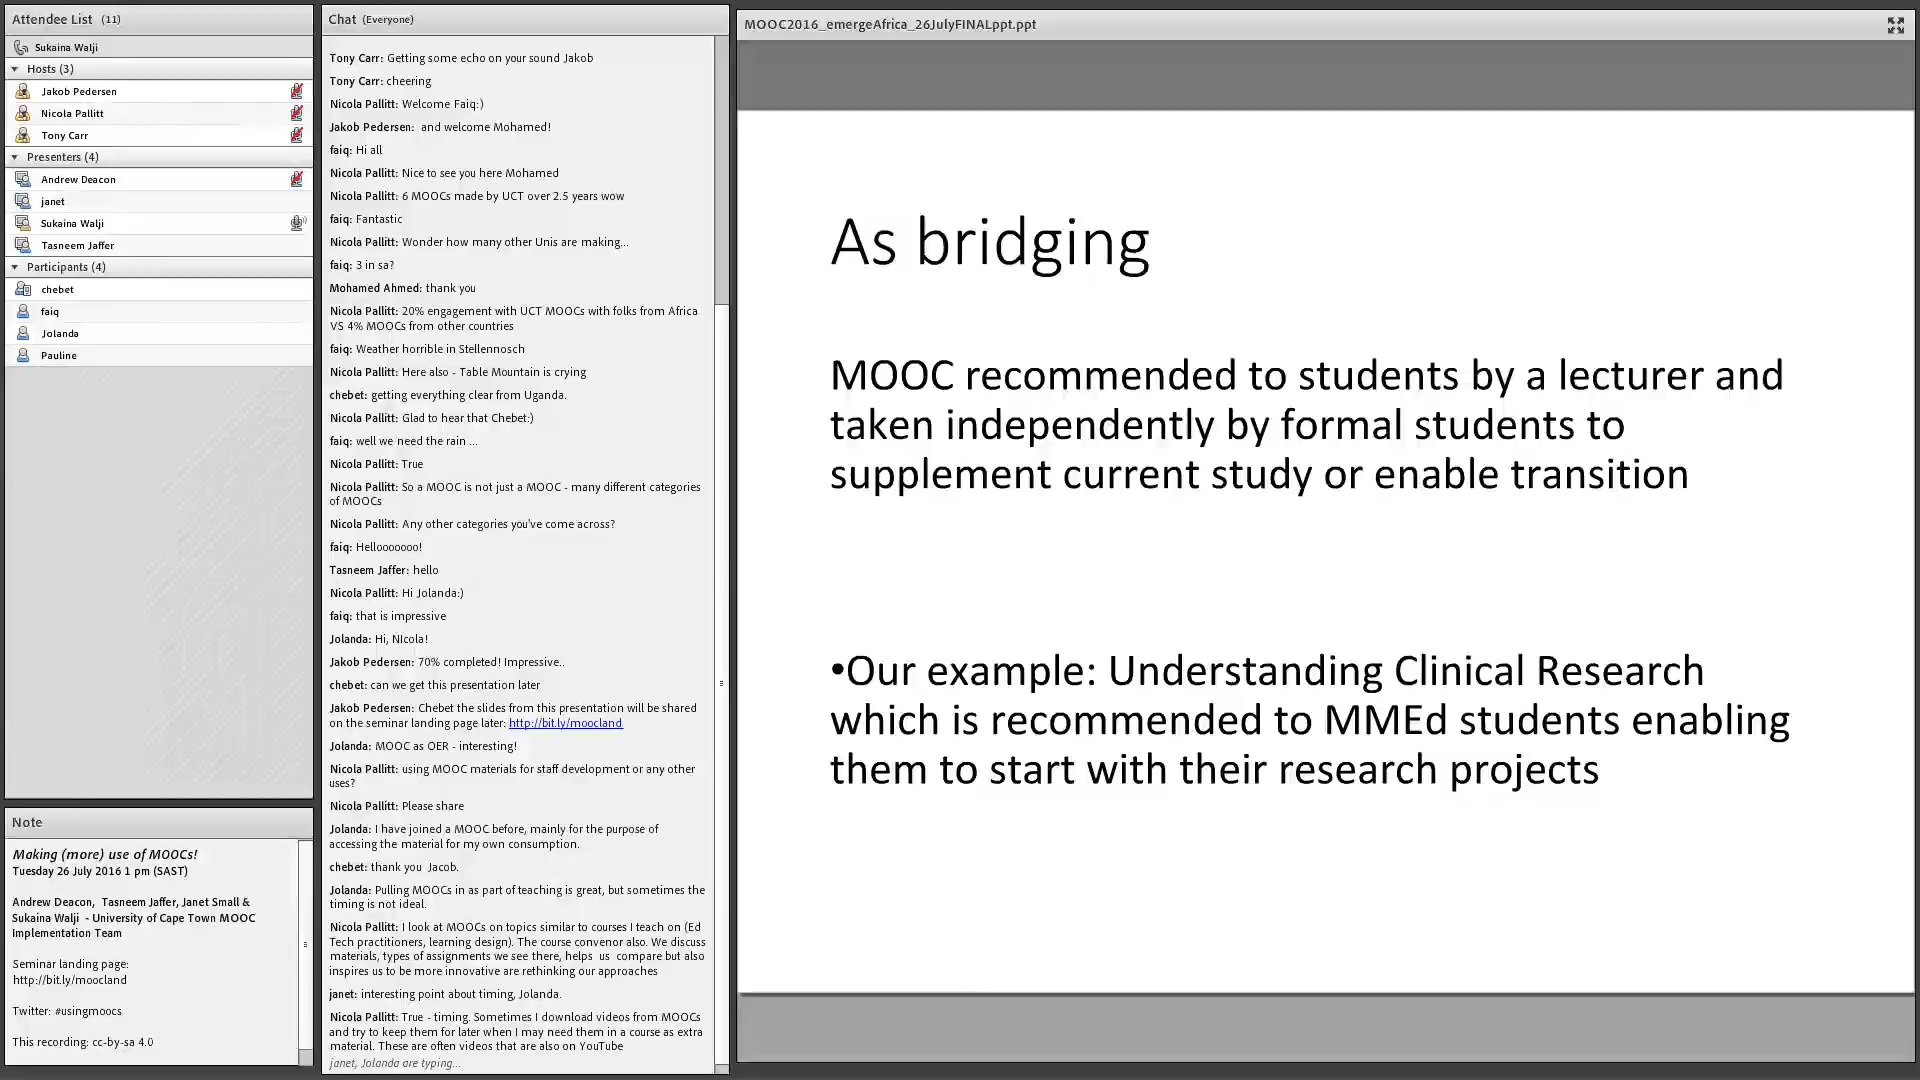 Attendee List (11)
Sukaina Walji
Hosts (3)
Jakob Pedersen
Nicola Pallitt
Tony Carr
Presenters (4)
Andrew Deacon
janet
Sukaina Walji
Tasneem Jaffer
Participants (4)
chebet
faiq
Jolanda
Pauline
Note
Making (more) use of MOOCs!
Tuesday 26 July 2016 1 pm (SAST)
Andrew Deacon,  Tasneem Jaffer, Janet Small &
Sukaina Walji  - University of Cape Town MOOC
Implementation Team
Seminar landing page:
http://bit.ly/moocland
Twitter: #usingmoocs
This recording: cc-by-sa 4.0
Chat (Everyone)
Tony Carr: Getting some echo on your sound Jakob
Tony Carr: cheering
Nicola Pallitt: Welcome Faiq:)
Jakob Pedersen:  and welcome Mohamed!
faiq: Hi all
Nicola Pallitt: Nice to see you here Mohamed
Nicola Pallitt: 6 MOOCs made by UCT over 2.5 years wow
faiq: Fantastic
Nicola Pallitt: Wonder how many other Unis are making...
faiq: 3 in sa?
Mohamed Ahmed: thank you
Nicola Pallitt: 20% engagement with UCT MOOCs with folks from Africa
VS 4% MOOCs from other countries
faiq: Weather horrible in Stellennosch
Nicola Pallitt: Here also - Table Mountain is crying
chebet: getting everything clear from Uganda.
Nicola Pallitt: Glad to hear that Chebet:)
faiq: well we need the rain ...
Nicola Pallitt: True
Nicola Pallitt: So a MOOC is not just a MOOC - many different categories
of MOOCs
Nicola Pallitt: Any other categories you've come across?
faiq: Hellooooooo!
Tasneem Jaffer: hello
Nicola Pallitt: Hi Jolanda:)
faiq: that is impressive
Jolanda: Hi, NIcola!
Jakob Pedersen: 70% completed! Impressive..
chebet: can we get this presentation later
Jakob Pedersen: Chebet the slides from this presentation will be shared
on the seminar landing page later: http://bit.ly/moocland
Jolanda: MOOC as OER - interesting!
Nicola Pallitt: using MOOC materials for staff development or any other
uses?
Nicola Pallitt: Please share
Jolanda: I have joined a MOOC before, mainly for the purpose of
accessing the material for my own consumption.
chebet: thank you  Jacob.
Jolanda: Pulling MOOCs in as part of teaching is great, but sometimes the
timing is not ideal.
Nicola Pallitt: I look at MOOCs on topics similar to courses I teach on (Ed
Tech practitioners, learning design). The course convenor also. We discuss
materials, types of assignments we see there, helps  us  compare but also
inspires us to be more innovative are rethinking our approaches
janet: interesting point about timing, Jolanda.
Nicola Pallitt: True - timing. Sometimes I download videos from MOOCs
and try to keep them for later when I may need them in a course as extra
material. These are often videos that are also on YouTube
janet, Jolanda are typing...
MOOC2016_emergeAfrica_26JulyFINALppt.ppt
As bridging
MOOC recommended to students by a lecturer and
taken independently by formal students to
supplement current study or enable transition
•Our example: Understanding Clinical Research
which is recommended to MMEd students enabling
them to start with their research projects